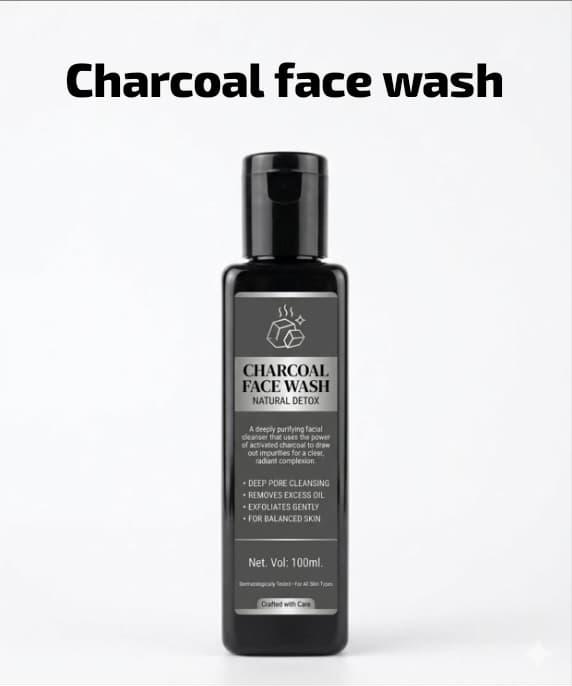 Charcoal face wash
CHARCOAL
FACE WASH
NATURAL DETOX
A deeply purifying facial
cleanser that uses the power
of activated charcoal to draw
out impurities for a clear,
radiant complexion.
• DEEP PORE CLEANSING
• REMOVES EXCESS OIL
• EXFOLIATES GENTLY
• FOR BALANCED SKIN
Net. Vol: 100ml.
Dermatologically Tested • For All Skin Types
Crafted with Care